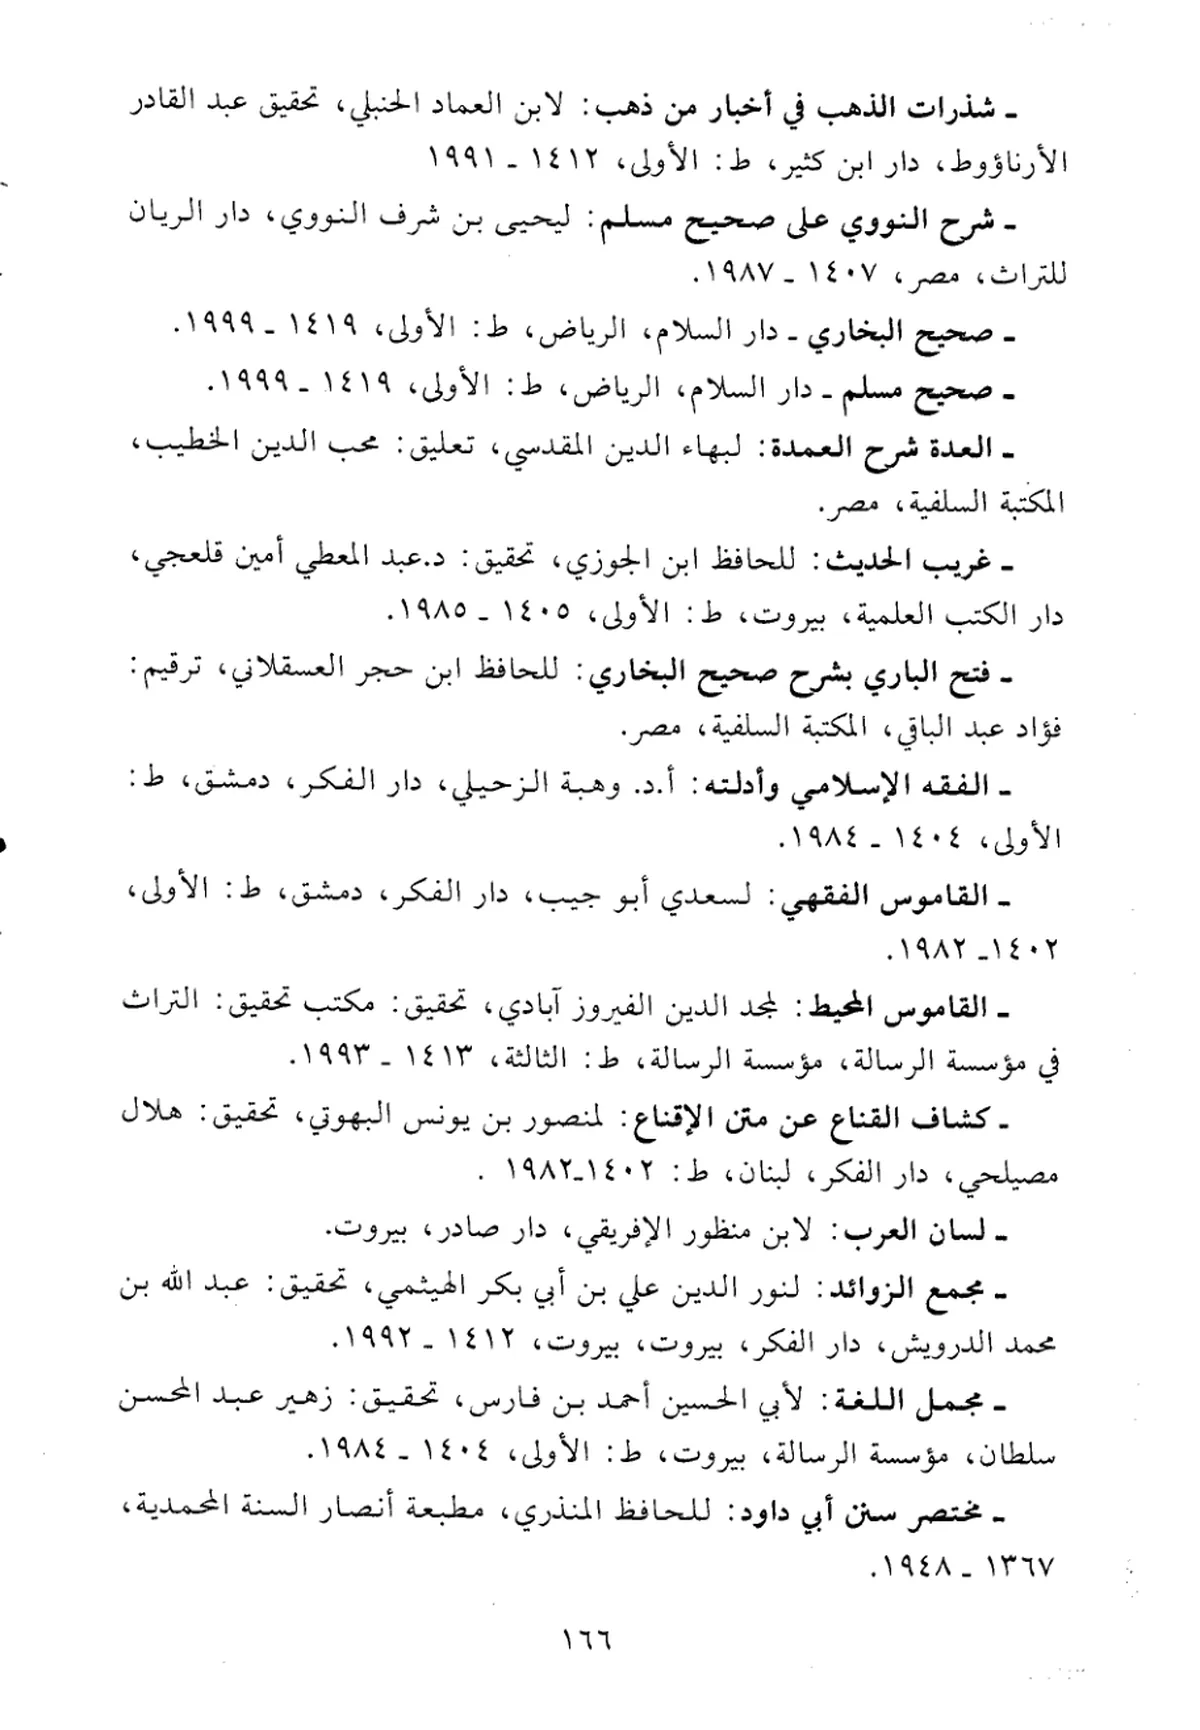 ـ شذرات الذهب في أخبار من ذهب: لابن العماد الحنبلي، تحقيق عبد القادر
الأرناؤوط، دار ابن كثير، ط: الأولى، ١٤١٢ ـ ١٩٩١
ـ شرح النووي على صحيح مسلم: ليحيى بن شرف النووي، دار الريان
للتراث، مصر، ١٤٠٧ ـ ١٩٨٧.
ـ صحيح البخاري ـ دار السلام، الرياض، ط: الأولى، ١٤١٩ ـ ١٩٩٩.
ـ صحيح مسلم ـ دار السلام، الرياض، ط: الأولى، ١٤١٩ ـ ١٩٩٩.
ـ العدة شرح العمدة: لبهاء الدين المقدسي، تعليق: محب الدين الخطيب،
المكتبة السلفية، مصر.
ـ غريب الحديث: للحافظ ابن الجوزي، تحقيق: د.عبد المعطي أمين قلعجي،
دار الكتب العلمية، بيروت، ط: الأولى، ١٤٠٥ ـ ١٩٨٥.
ـ فتح الباري بشرح صحيح البخاري: للحافظ ابن حجر العسقلاني، ترقيم:
فؤاد عبد الباقي، المكتبة السلفية، مصر.
ـ الفقه الإسلامي وأدلته: أ.د. وهبة الزحيلي، دار الفكر، دمشق، ط:
الأولى، ١٤٠٤ ـ ١٩٨٤.
ـ القاموس الفقهي: لسعدي أبو جيب، دار الفكر، دمشق، ط: الأولى،
١٤٠٢ـ ١٩٨٢.
ـ القاموس المحيط: لمجد الدين الفيروز آبادي، تحقيق: مكتب تحقيق: التراث
في مؤسسة الرسالة، مؤسسة الرسالة، ط: الثالثة، ١٤١٣ ـ ١٩٩٣.
ـ كشاف القناع عن متن الإقناع: لمنصور بن يونس البهوتي، تحقيق: هلال
مصيلحي، دار الفكر، لبنان، ط: ١٤٠٢ـ١٩٨٢ .
ـ لسان العرب: لابن منظور الإفريقي، دار صادر، بيروت.
ـ مجمع الزوائد: لنور الدين علي بن أبي بكر الهيثمي، تحقيق: عبد الله بن
محمد الدرويش، دار الفكر، بيروت، بيروت، ١٤١٢ ـ ١٩٩٢.
ـ مجمل اللغة: لأبي الحسين أحمد بن فارس، تحقيق: زهير عبد المحسن
سلطان، مؤسسة الرسالة، بيروت، ط: الأولى، ١٤٠٤ ـ ١٩٨٤.
ـ مختصر سنن أبي داود: للحافظ المنذري، مطبعة أنصار السنة المحمدية،
١٣٦٧ ـ ١٩٤٨.
١٦٦